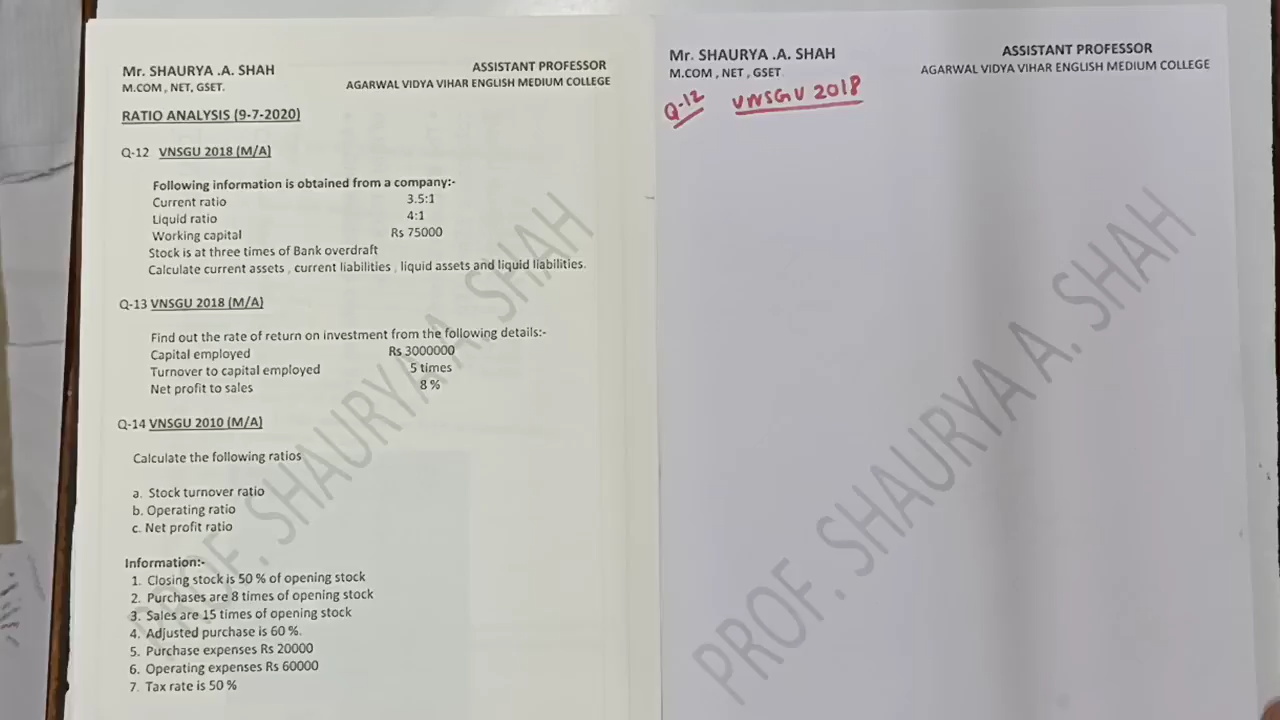 Mr. SHAURYA .A. SHAH
M.COM , NET, GSET.
ASSISTANT PROFESSOR
AGARWAL VIDYA VIHAR ENGLISH MEDIUM COLLEGE
RATIO ANALYSIS (9-7-2020)
Q-12 VNSGU 2018 (M/A)
Following information is obtained from a company:-
Current ratio 3.5:1
Liquid ratio 4:1
Working capital Rs 75000
Stock is at three times of Bank overdraft
Calculate current assets , current liabilities , liquid assets and liquid liabilities.
Q-13 VNSGU 2018 (M/A)
Find out the rate of return on investment from the following details:-
Capital employed Rs 3000000
Turnover to capital employed 5 times
Net profit to sales 8 %
Q-14 VNSGU 2010 (M/A)
Calculate the following ratios
a. Stock turnover ratio
b. Operating ratio
c. Net profit ratio
Information:-
1. Closing stock is 50 % of opening stock
2. Purchases are 8 times of opening stock
3. Sales are 15 times of opening stock
4. Adjusted purchase is 60 %.
5. Purchase expenses Rs 20000
6. Operating expenses Rs 60000
7. Tax rate is 50 %
PROF. SHAURYA A. SHAH
Mr. SHAURYA .A. SHAH
M.COM , NET , GSET
ASSISTANT PROFESSOR
AGARWAL VIDYA VIHAR ENGLISH MEDIUM COLLEGE
Q-12 VNSGU 2018
PROF. SHAURYA A. SHAH